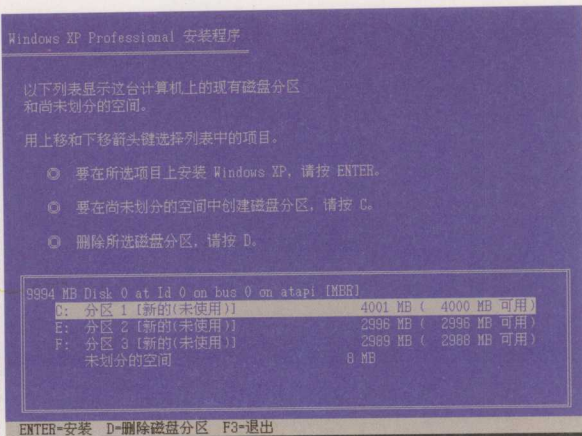 Windows XP Professional 安装程序
以下列表显示这台计算机上的现有磁盘分区
和尚未划分的空间。
用上移和下移箭头键选择列表中的项目。
◎ 要在所选项目上安装 Windows XP, 请按 ENTER。
◎ 要在尚未划分的空间中创建磁盘分区, 请按 C。
◎ 删除所选磁盘分区, 请按 D。
9994 MB Disk 0 at Id 0 on bus 0 on atapi [MBR]
C: 分区 1 [新的(未使用)] 4001 MB ( 4000 MB 可用)
E: 分区 2 [新的(未使用)] 2996 MB ( 2996 MB 可用)
F: 分区 3 [新的(未使用)] 2989 MB ( 2988 MB 可用)
未划分的空间 8 MB
ENTER=安装 D=删除磁盘分区 F3=退出